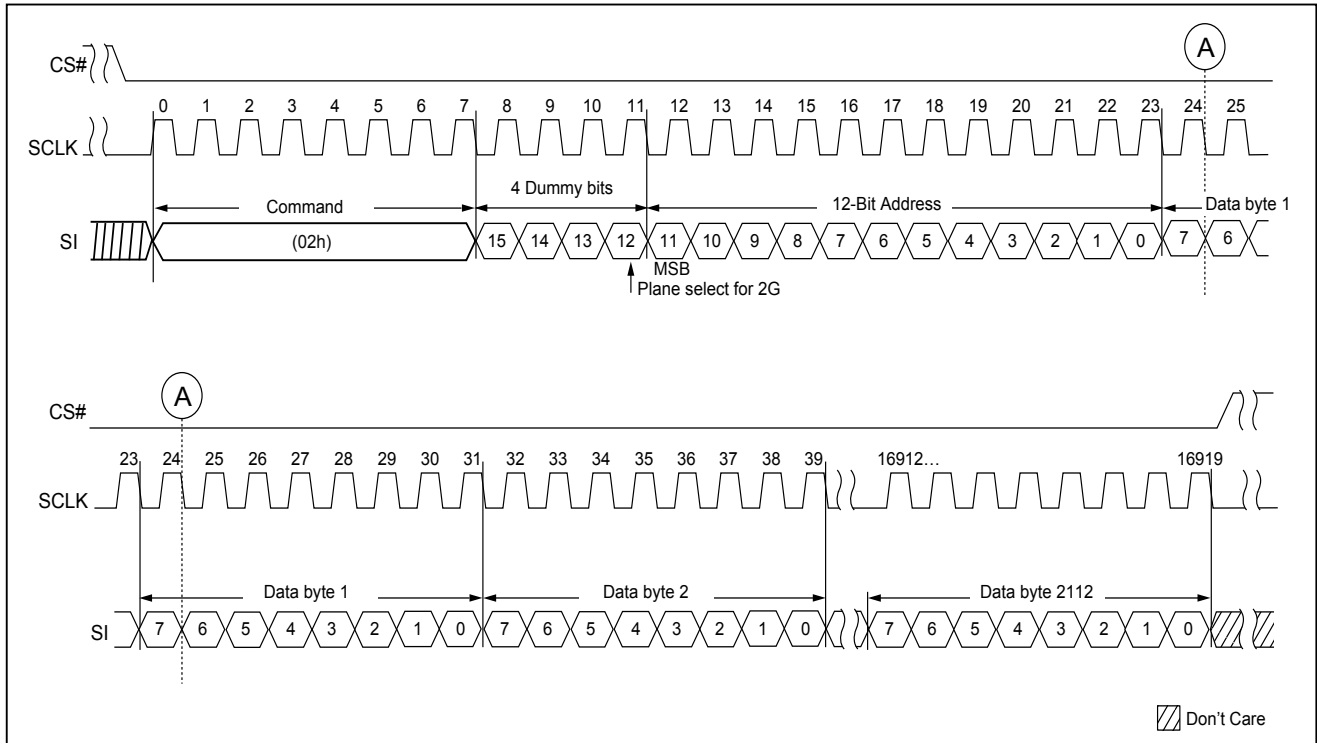 A
CS#
0 1 2 3 4 5 6 7 8 9 10 11 12 13 14 15 16 17 18 19 20 21 22 23 24 25
SCLK
4 Dummy bits
Command 12-Bit Address Data byte 1
SI (02h) 15 14 13 12 11 10 9 8 7 6 5 4 3 2 1 0 7 6
MSB
Plane select for 2G
A
CS#
23 24 25 26 27 28 29 30 31 32 33 34 35 36 37 38 39 16912... 16919
SCLK
Data byte 1 Data byte 2 Data byte 2112
SI 7 6 5 4 3 2 1 0 7 6 5 4 3 2 1 0 7 6 5 4 3 2 1 0
Don't Care